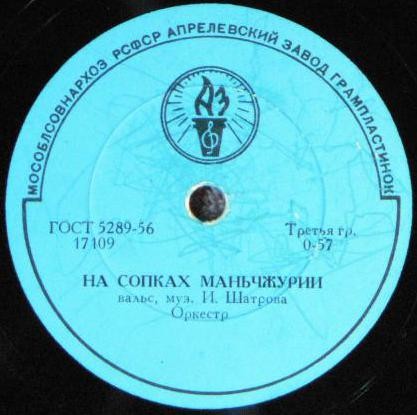 МОСОБЛСОВНАРХОЗ РСФСР АПРЕЛЕВСКИЙ ЗАВОД ГРАМПЛАСТИНОК
АЗ
ГОСТ 5289-56
17109
Третья гр.
0-57
НА СОПКАХ МАНЬЧЖУРИИ
вальс, муз. И. Шатрова
Оркестр